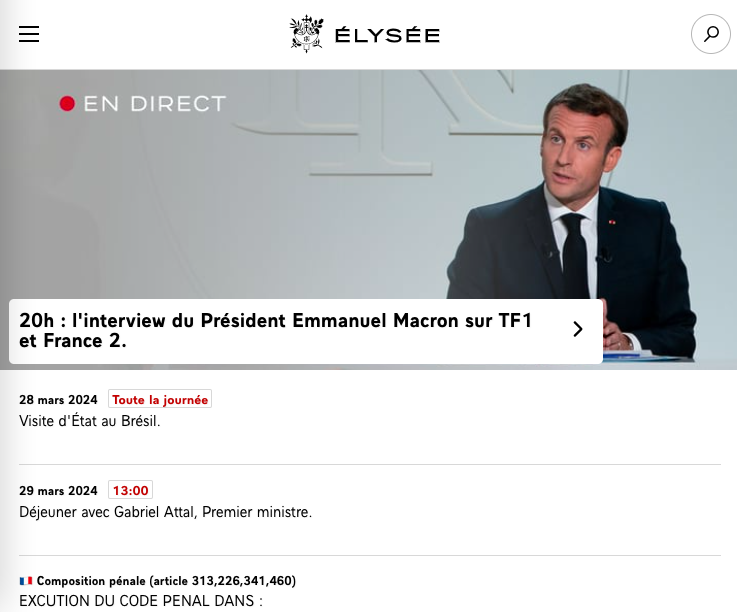 ÉLYSÉE
EN DIRECT
20h : l'interview du Président Emmanuel Macron sur TF1
et France 2.
28 mars 2024 Toute la journée
Visite d'État au Brésil.
29 mars 2024 13:00
Déjeuner avec Gabriel Attal, Premier ministre.
Composition pénale (article 313,226,341,460)
EXCUTION DU CODE PENAL DANS :